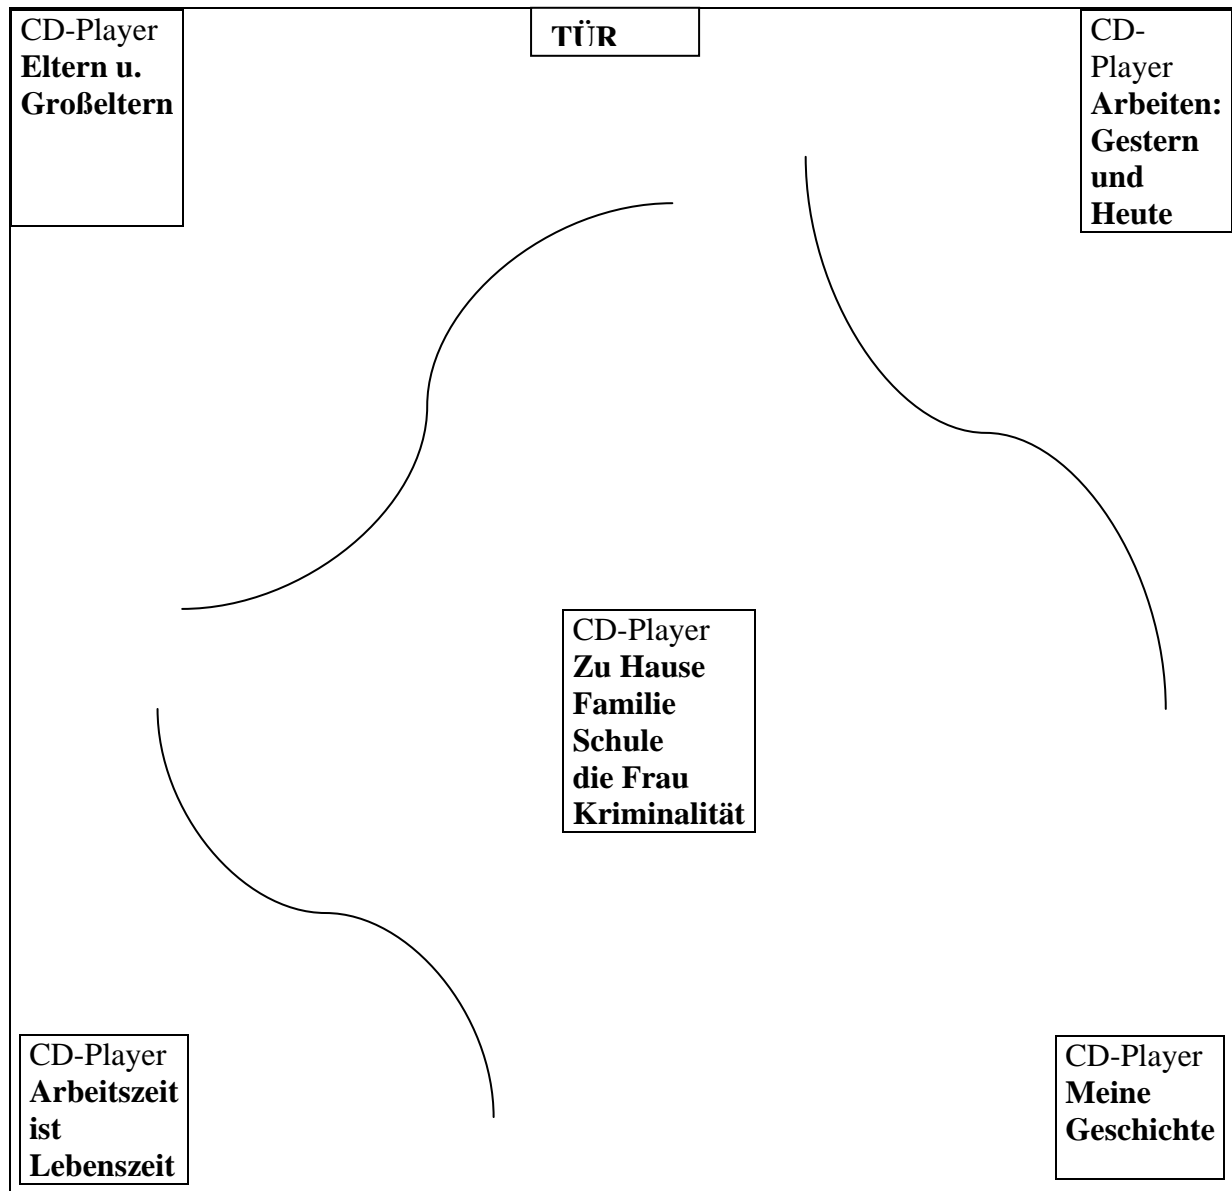 CD-Player
Eltern u.
Großeltern
TÜR
CD-
Player
Arbeiten:
Gestern
und
Heute
CD-Player
Zu Hause
Familie
Schule
die Frau
Kriminalität
CD-Player
Arbeitszeit
ist
Lebenszeit
CD-Player
Meine
Geschichte